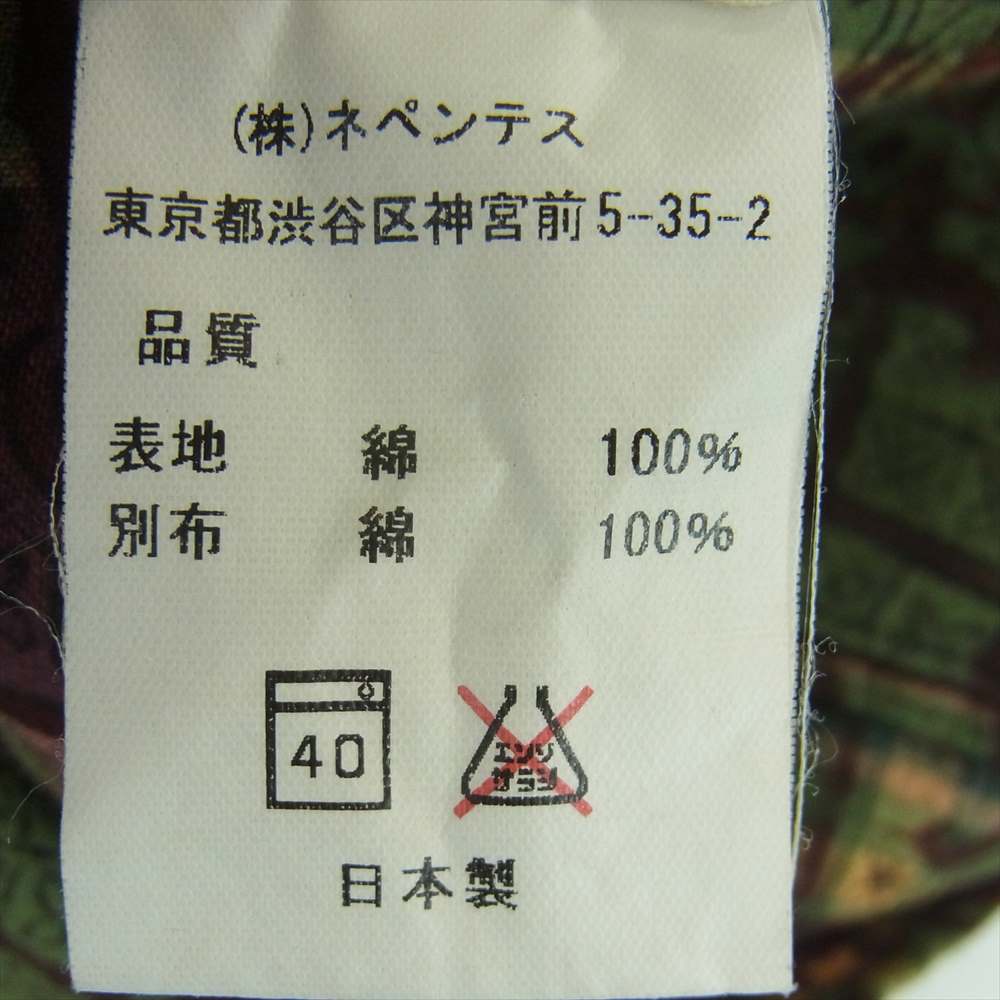 (株)ネペンテス
東京都渋谷区神宮前5-35-2
品質
表地 綿 100%
別布 綿 100%
40
エンソ
サラシ
日本製